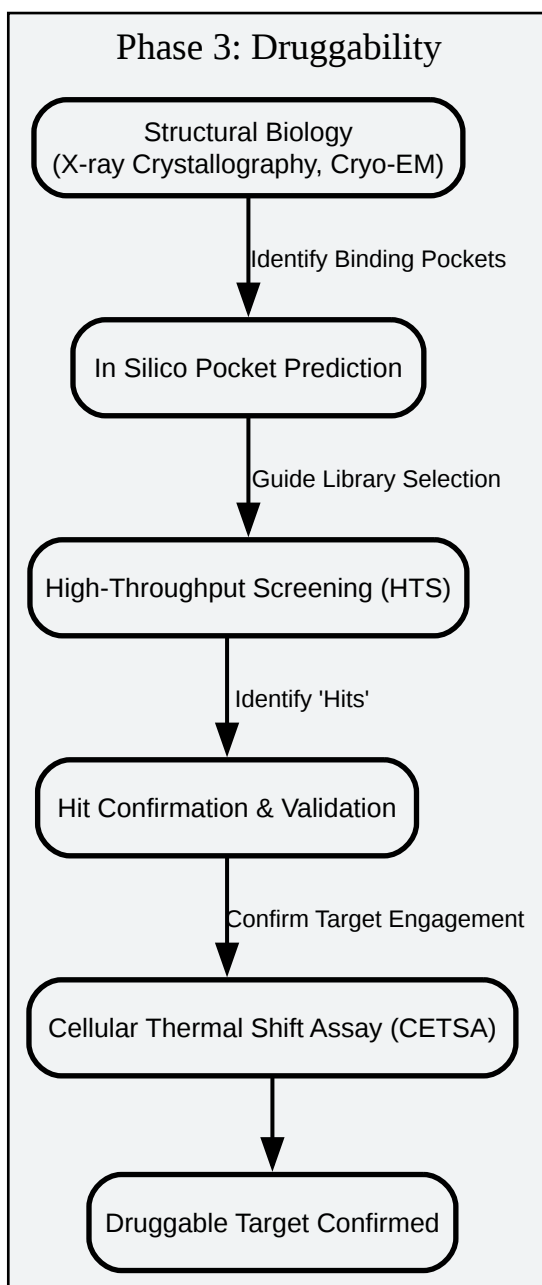 Phase 3: Druggability
Structural Biology
(X-ray Crystallography, Cryo-EM)
Identify Binding Pockets
In Silico Pocket Prediction
Guide Library Selection
High-Throughput Screening (HTS)
Identify 'Hits'
Hit Confirmation & Validation
Confirm Target Engagement
Cellular Thermal Shift Assay (CETSA)
Druggable Target Confirmed